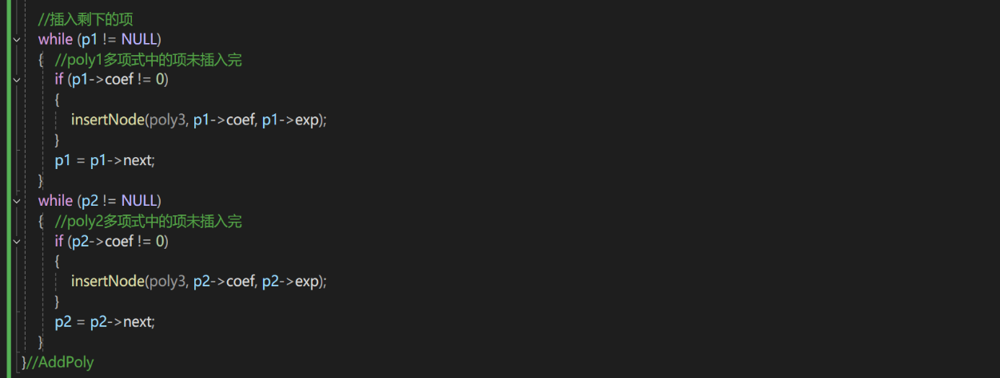 //插入剩下的项
while (p1 != NULL)
{ //poly1多项式中的项未插入完
if (p1->coef != 0)
{
insertNode(poly3, p1->coef, p1->exp);
}
p1 = p1->next;
}
while (p2 != NULL)
{ //poly2多项式中的项未插入完
if (p2->coef != 0)
{
insertNode(poly3, p2->coef, p2->exp);
}
p2 = p2->next;
}
}//AddPoly